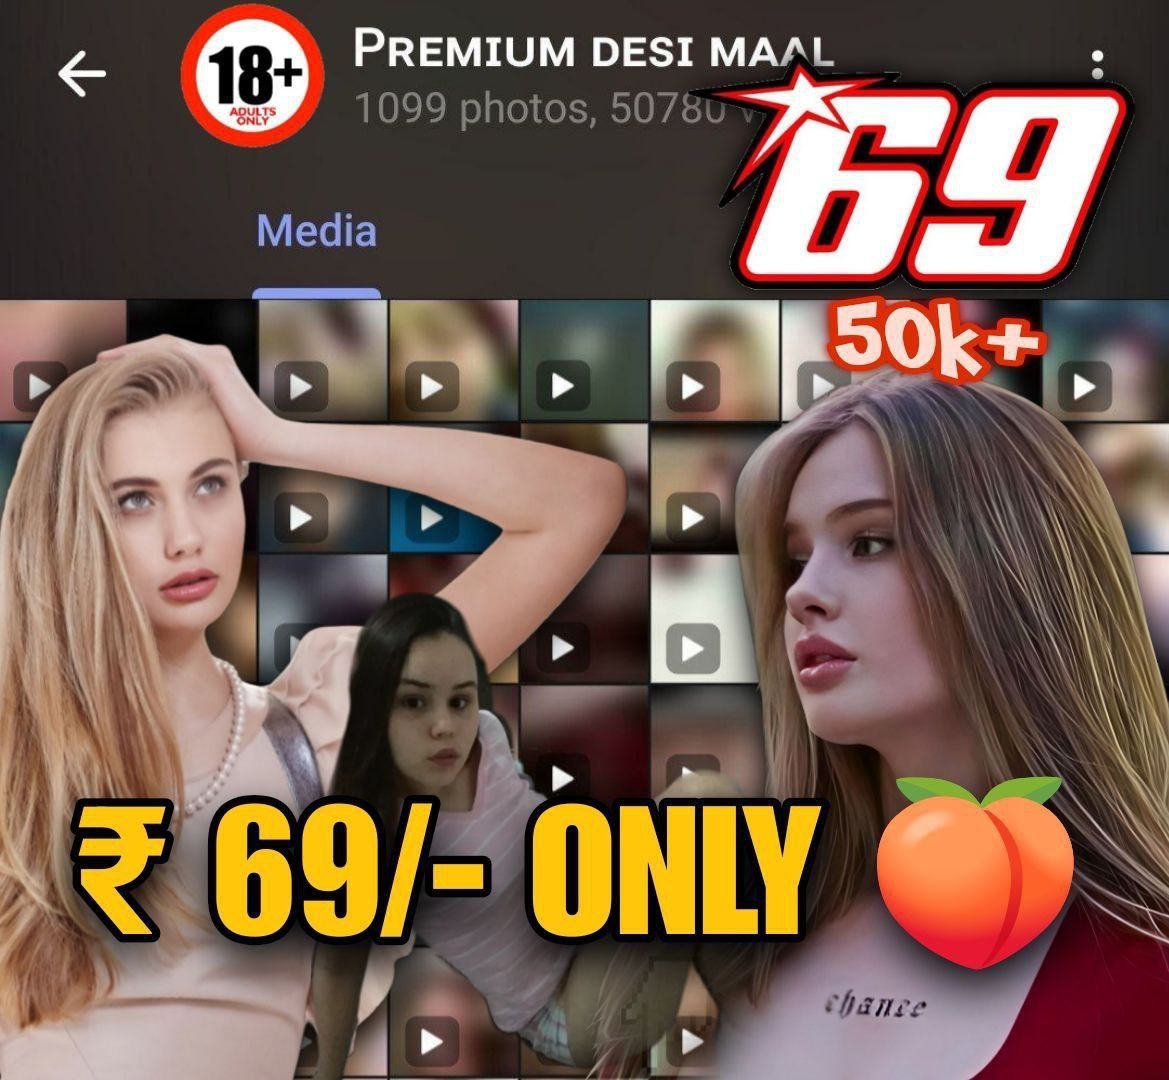 18+
ADULTS
ONLY
PREMIUM DESI MAAL
1099 photos, 50780
69
Media
50k+
₹ 69/- ONLY
chance